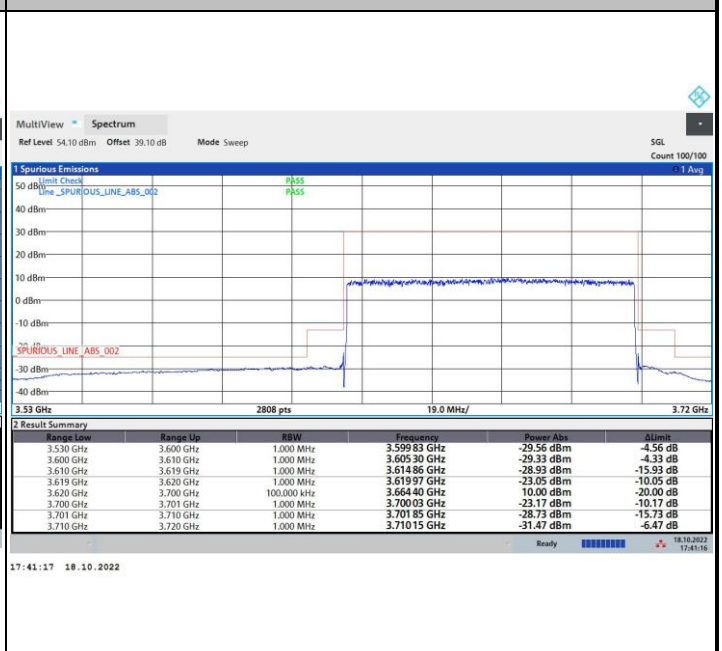 MultiView Spectrum
Ref Level 54.10 dBm Offset 39.10 dB Mode Sweep SGL
Count 100/100
1 Spurious Emissions 1 Avg
Limit Check PASS
50 dBm
Line _SPURIOUS_LINE_ABS_002 PASS
40 dBm
30 dBm
20 dBm
10 dBm
0 dBm
-10 dBm
-20 dBm
_SPURIOUS_LINE_ABS_002
-30 dBm
-40 dBm
3.53 GHz 2808 pts 19.0 MHz/ 3.72 GHz
2 Result Summary
Range Low Range Up RBW Frequency Power Abs ΔLimit
3.530 GHz 3.600 GHz 1.000 MHz 3.59983 GHz -29.56 dBm -4.56 dB
3.600 GHz 3.610 GHz 1.000 MHz 3.60530 GHz -29.33 dBm -4.33 dB
3.610 GHz 3.619 GHz 1.000 MHz 3.61486 GHz -28.93 dBm -15.93 dB
3.619 GHz 3.620 GHz 1.000 MHz 3.61997 GHz -23.05 dBm -10.05 dB
3.620 GHz 3.700 GHz 100.000 kHz 3.66440 GHz 10.00 dBm -20.00 dB
3.700 GHz 3.701 GHz 1.000 MHz 3.70003 GHz -23.17 dBm -10.17 dB
3.701 GHz 3.710 GHz 1.000 MHz 3.70185 GHz -28.73 dBm -15.73 dB
3.710 GHz 3.720 GHz 1.000 MHz 3.71015 GHz -31.47 dBm -6.47 dB
Ready 18.10.2022
17:41:16
17:41:17 18.10.2022